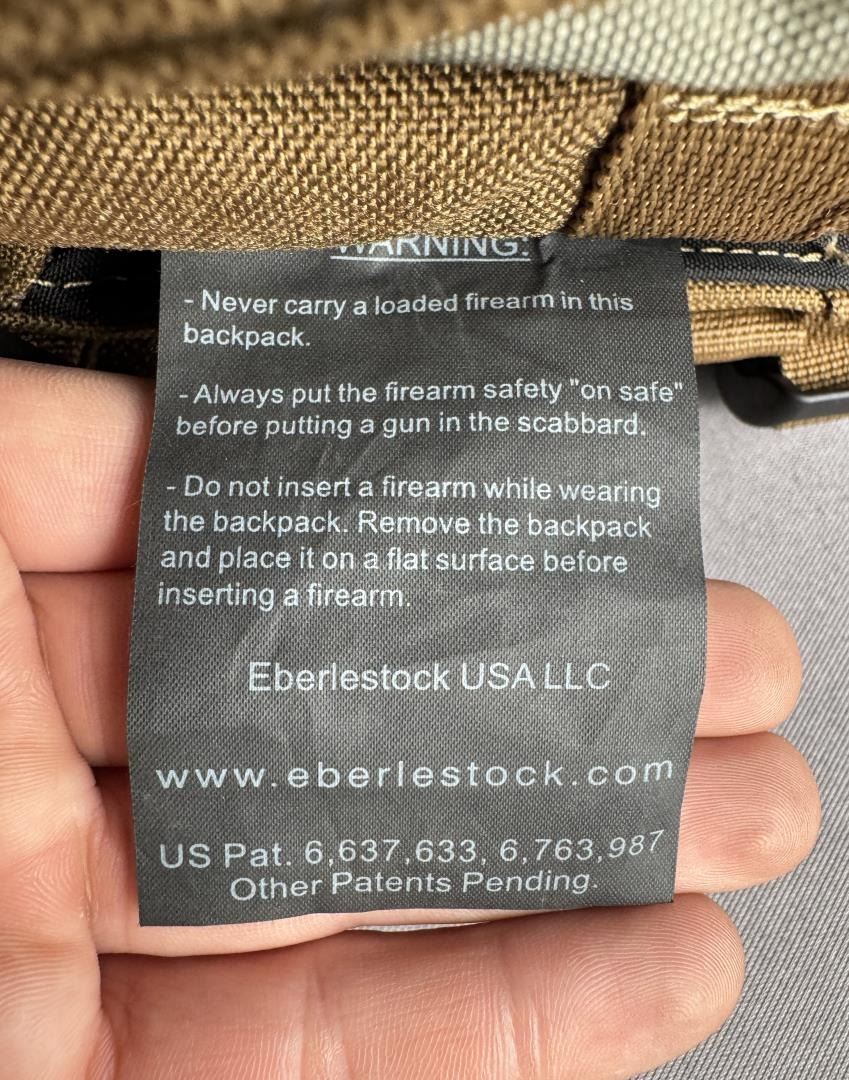 WARNING:
- Never carry a loaded firearm in this
backpack.
- Always put the firearm safety "on safe"
before putting a gun in the scabbard.
- Do not insert a firearm while wearing
the backpack. Remove the backpack
and place it on a flat surface before
inserting a firearm.
Eberlestock USA LLC
www.eberlestock.com
US Pat. 6,637,633, 6,763,987
Other Patents Pending.